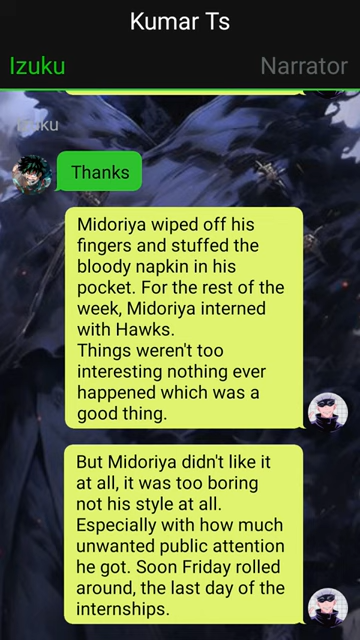 Kumar Ts
Izuku
Narrator
Izuku
Thanks
Midoriya wiped off his
fingers and stuffed the
bloody napkin in his
pocket. For the rest of the
week, Midoriya interned
with Hawks.
Things weren't too
interesting nothing ever
happened which was a
good thing.
But Midoriya didn't like it
at all, it was too boring
not his style at all.
Especially with how much
unwanted public attention
he got. Soon Friday rolled
around, the last day of the
internships.